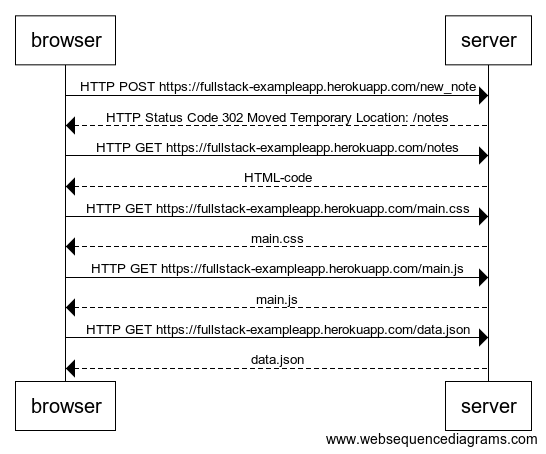 browser server
HTTP POST https://fullstack-exampleapp.herokuapp.com/new_note
HTTP Status Code 302 Moved Temporary Location: /notes
HTTP GET https://fullstack-exampleapp.herokuapp.com/notes
HTML-code
HTTP GET https://fullstack-exampleapp.herokuapp.com/main.css
main.css
HTTP GET https://fullstack-exampleapp.herokuapp.com/main.js
main.js
HTTP GET https://fullstack-exampleapp.herokuapp.com/data.json
data.json
browser server
www.websequencediagrams.com